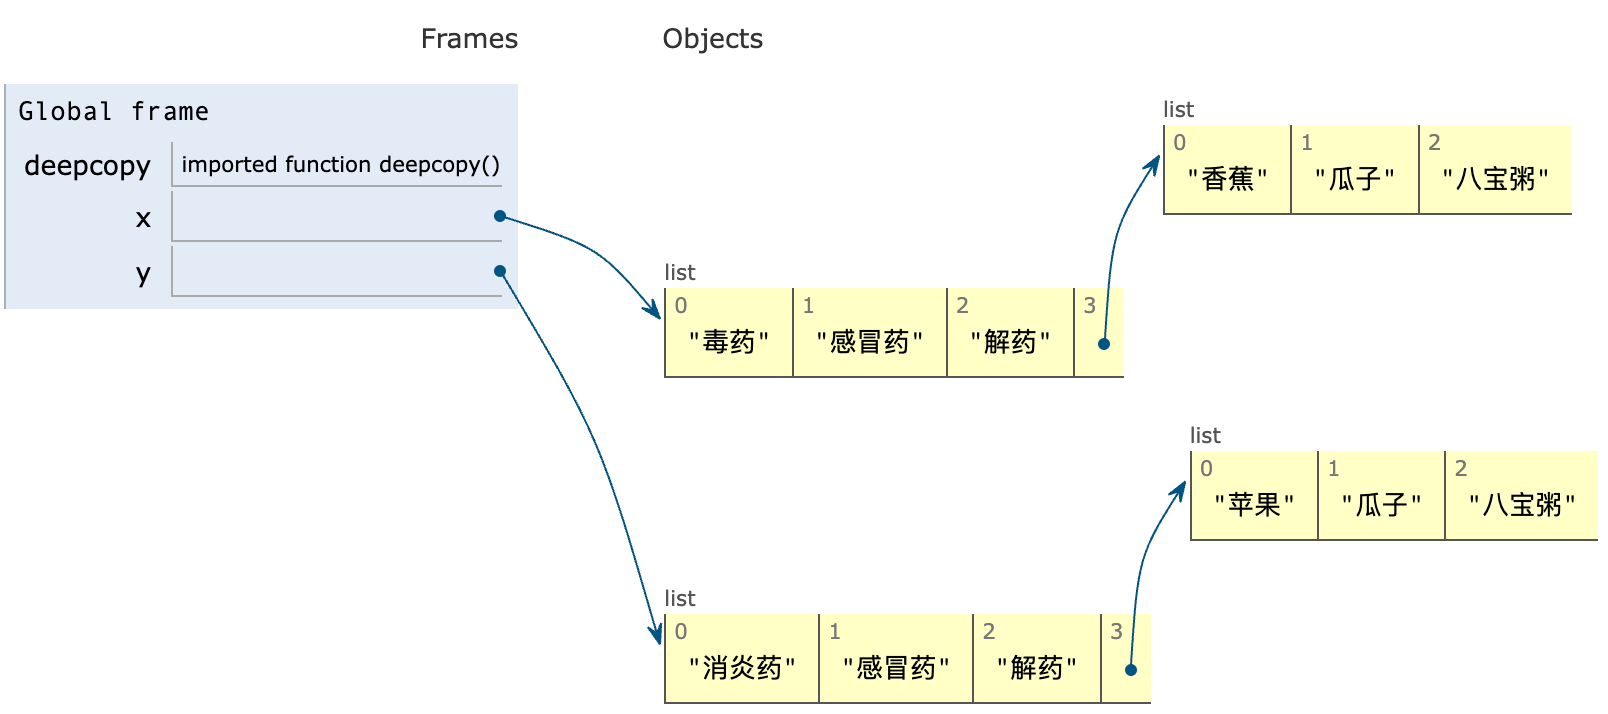 Frames Objects
Global frame
deepcopy imported function deepcopy()
x
y
list
0 1 2
"香蕉" "瓜子" "八宝粥"
list
0 1 2 3
"毒药" "感冒药" "解药"
list
0 1 2
"苹果" "瓜子" "八宝粥"
list
0 1 2 3
"消炎药" "感冒药" "解药"